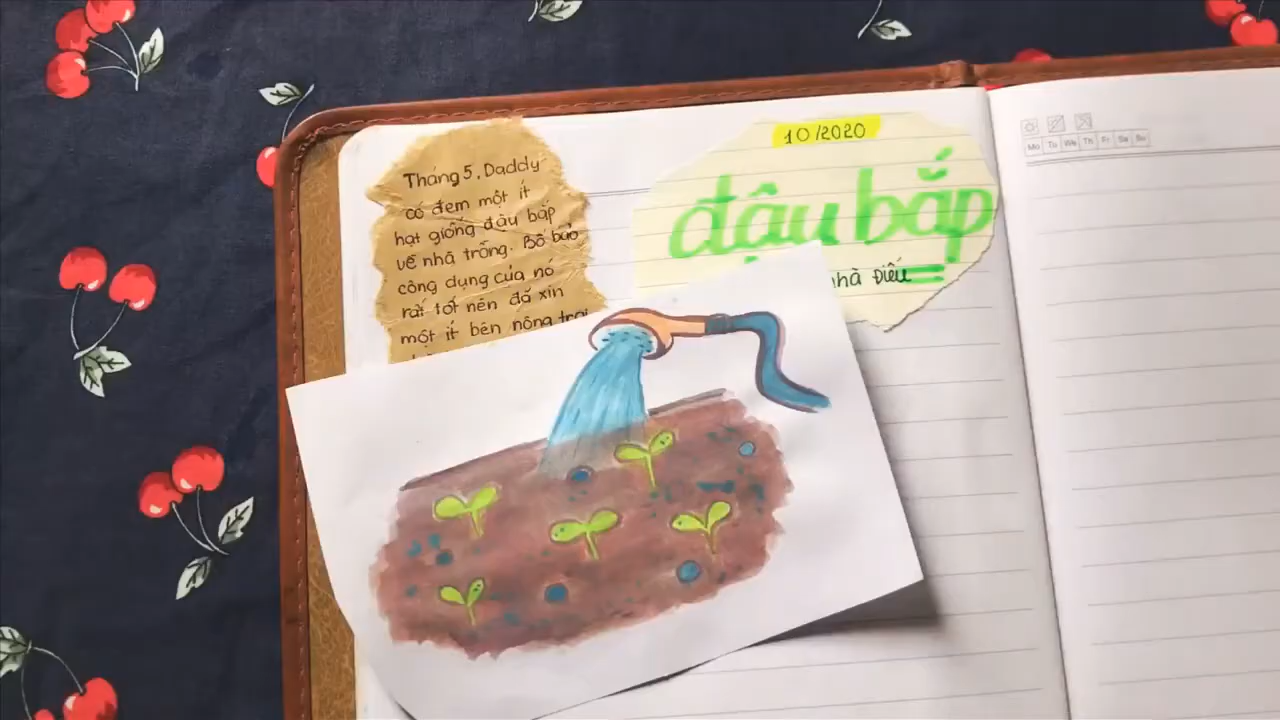 Tháng 5, Daddy
có đem một ít
hạt giống đậu bắp
về nhà trồng. Bố bảo
công dụng của nó
rất tốt nên đã xin
một ít bên nông trại
10/2020
đậu bắp
nhà Điếu
Mo Tu We Th Fr Sa Su